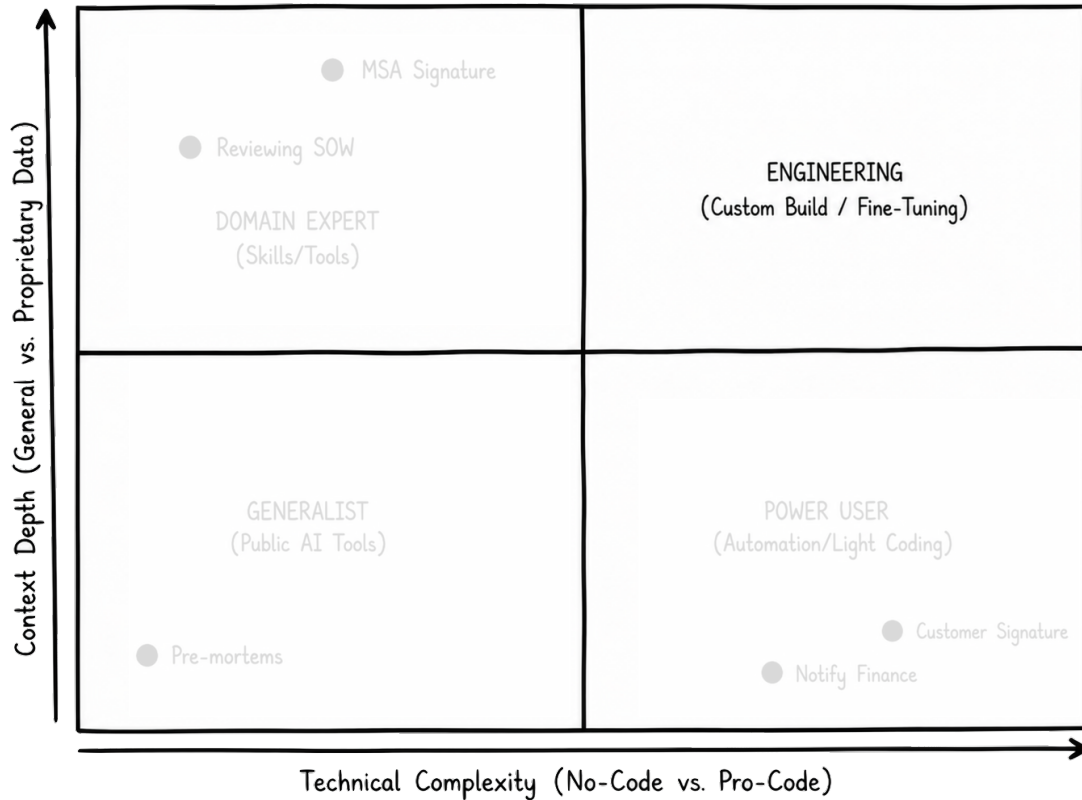 MSA Signature
Reviewing SOW
DOMAIN EXPERT
(Skills/Tools)
ENGINEERING
(Custom Build / Fine-Tuning)
GENERALIST
(Public AI Tools)
Pre-mortems
POWER USER
(Automation/Light Coding)
Customer Signature
Notify Finance
Context Depth (General vs. Proprietary Data)
Technical Complexity (No-Code vs. Pro-Code)